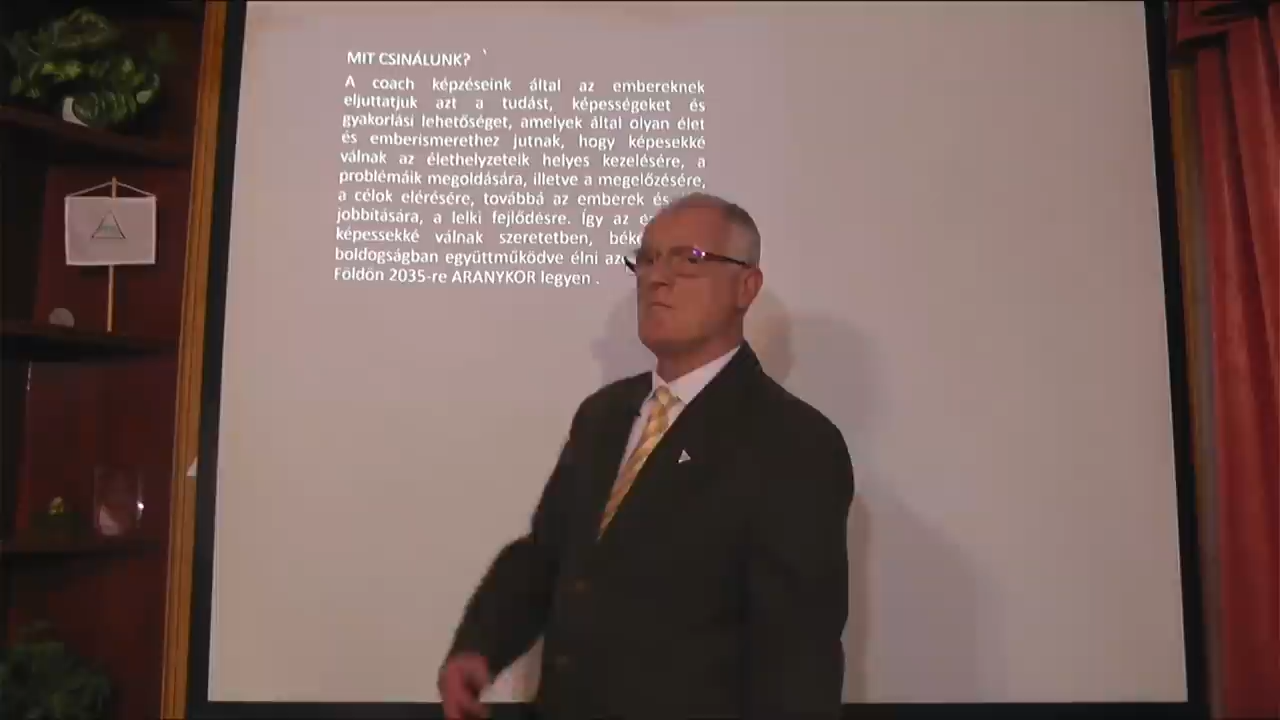 MIT CSINÁLUNK?
A coach képzéseink által az embereknek
eljuttatjuk azt a tudást, képességeket és
gyakorlási lehetőséget, amelyek által olyan élet
és emberismerethez jutnak, hogy képesekké
válnak az élethelyzeteik helyes kezelésére, a
problémáik megoldására, illetve a megelőzésére,
a célok elérésére, továbbá az emberek és
jobbítására, a lelki fejlődésre. Így az
képessekké válnak szeretetben,
boldogságban együttműködve élni
Földön 2035-re ARANYKOR legyen .